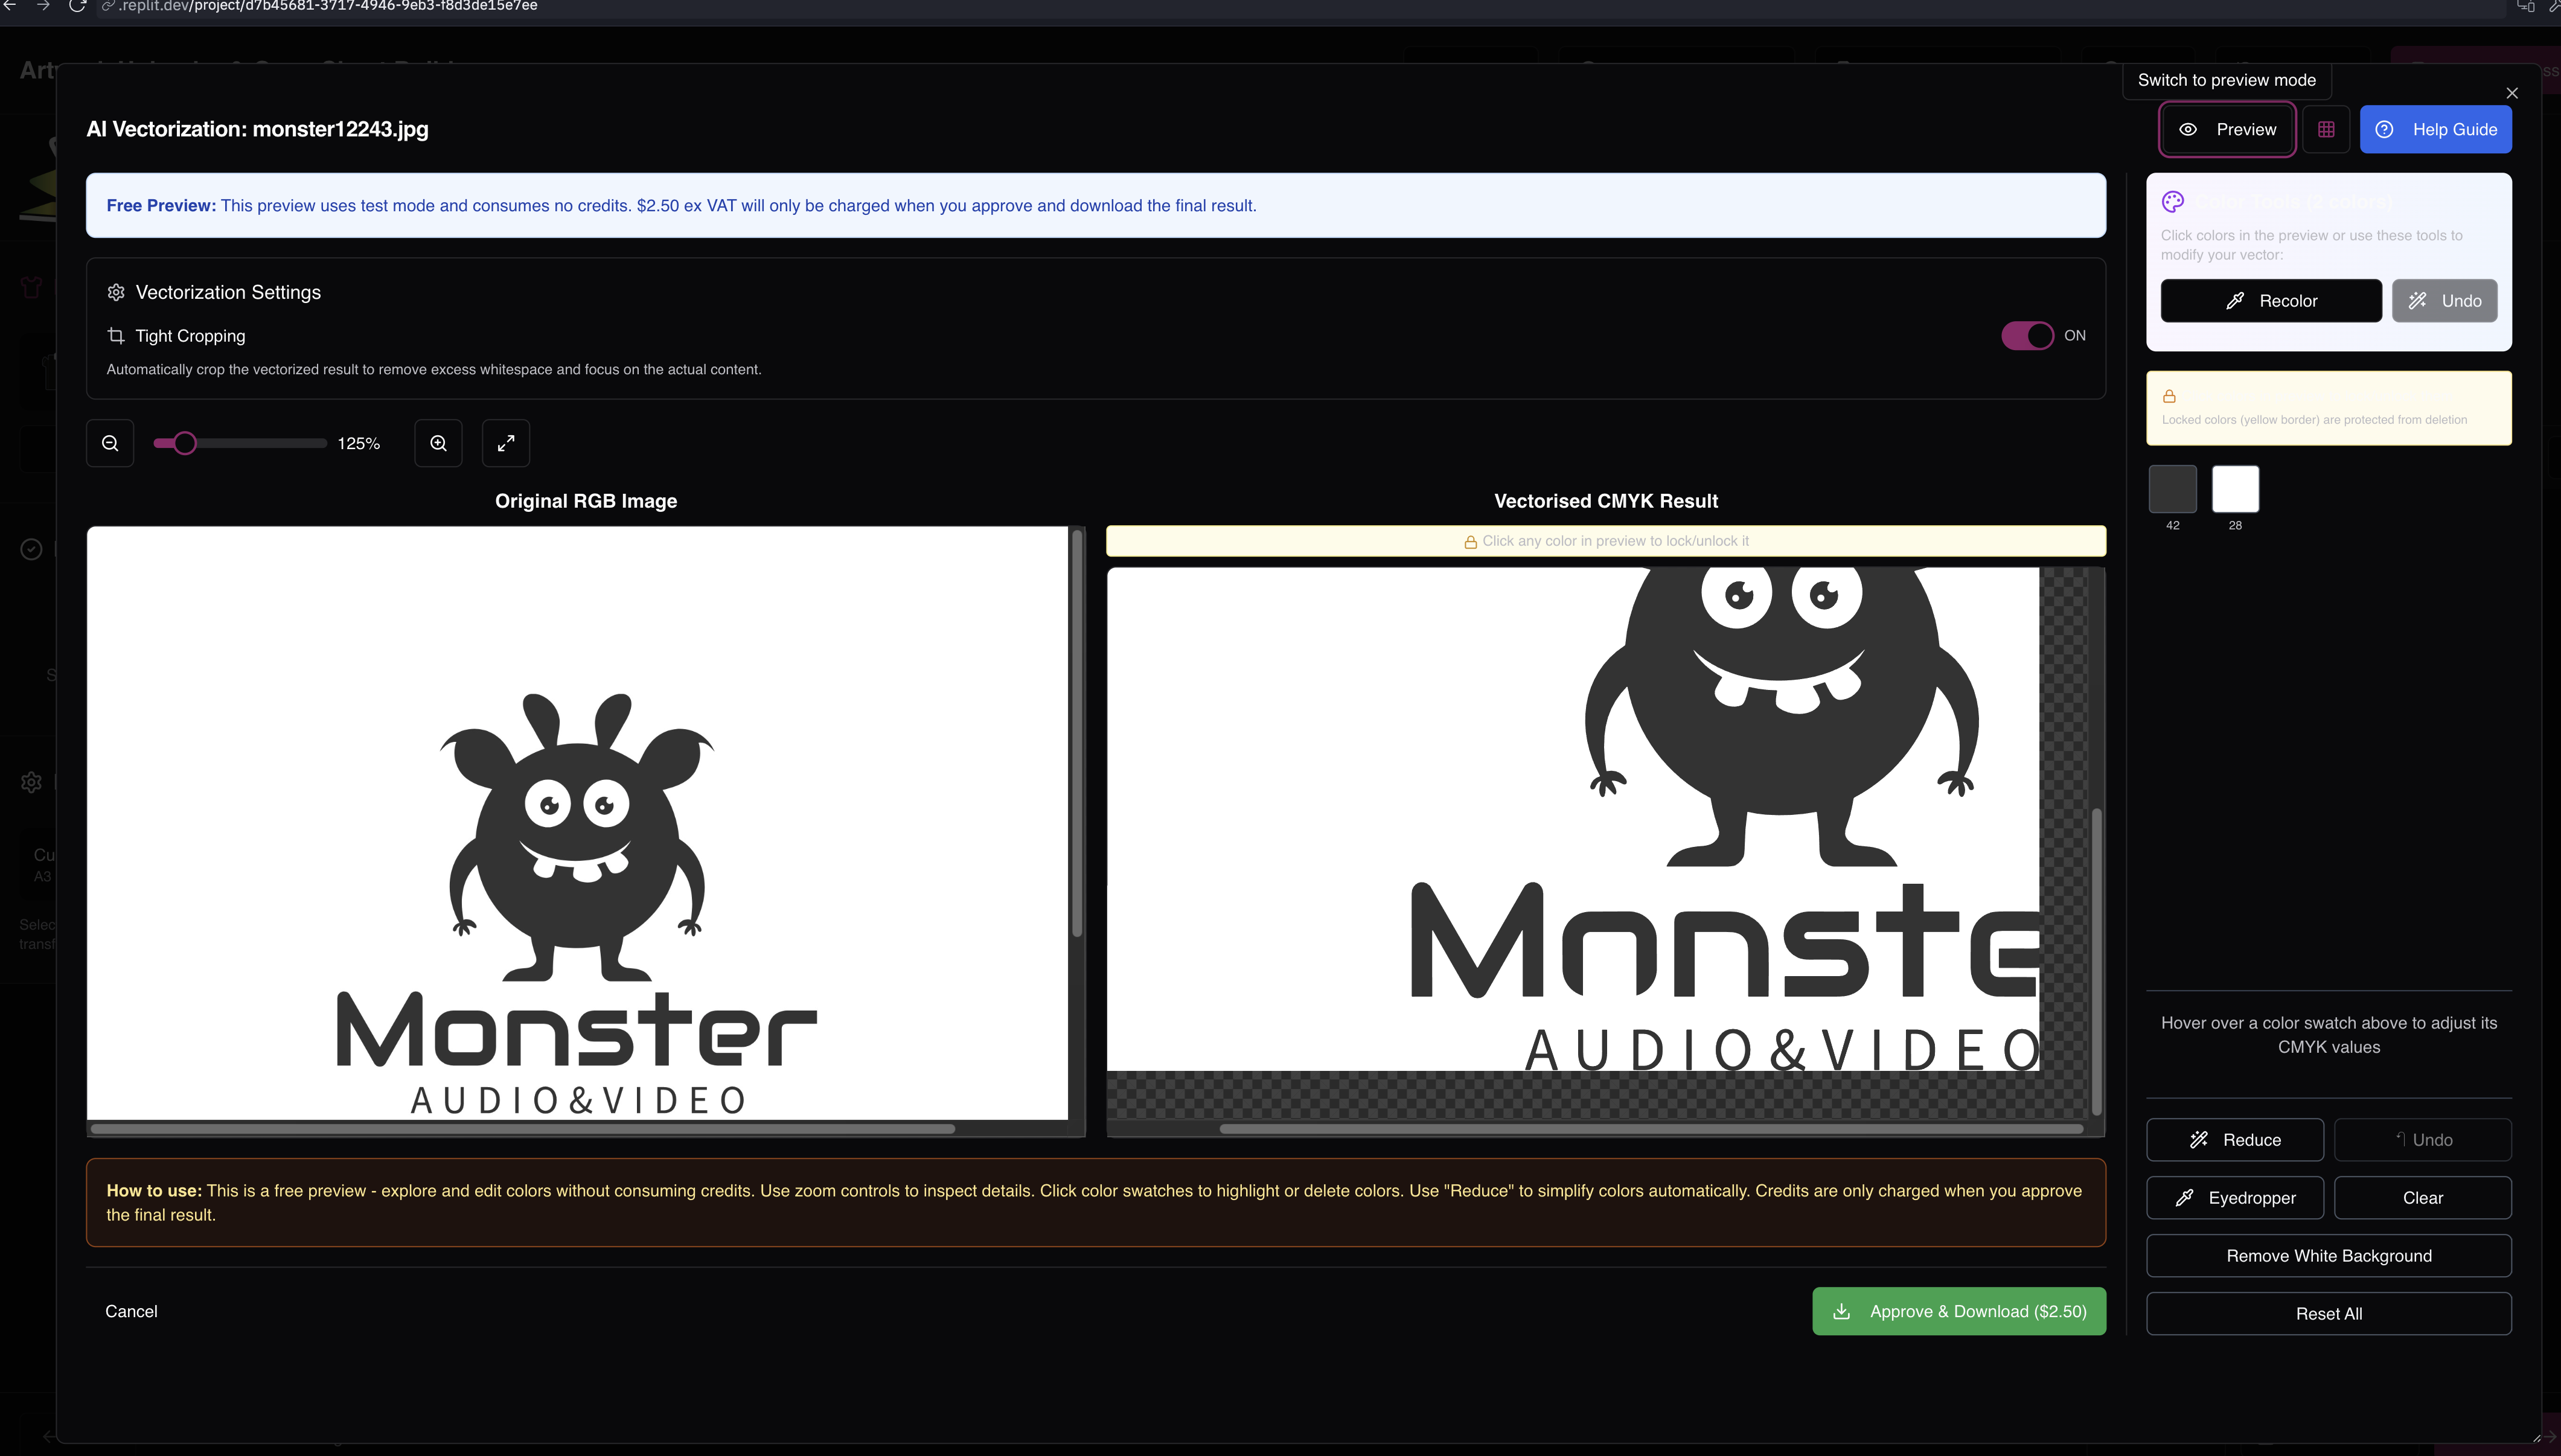 .replit.dev/project/d7b45681-3717-4946-9eb3-f8d3de15e7ee
Switch to preview mode
AI Vectorization: monster12243.jpg
Preview
Help Guide
Free Preview: This preview uses test mode and consumes no credits. $2.50 ex VAT will only be charged when you approve and download the final result.
(2 colors)
Click colors in the preview or use these tools to
modify your vector:
Recolor
Undo
Vectorization Settings
Tight Cropping
ON
Automatically crop the vectorized result to remove excess whitespace and focus on the actual content.
Locked colors (yellow border) are protected from deletion
125%
42
28
Original RGB Image
Vectorised CMYK Result
Click any color in preview to lock/unlock it
Monster
AUDIO&VIDEO
Monste
AUDIO&VIDEO
Hover over a color swatch above to adjust its
CMYK values
Reduce
Undo
Eyedropper
Clear
Remove White Background
Reset All
How to use: This is a free preview - explore and edit colors without consuming credits. Use zoom controls to inspect details. Click color swatches to highlight or delete colors. Use "Reduce" to simplify colors automatically. Credits are only charged when you approve
the final result.
Cancel
Approve & Download ($2.50)
Cu
A3
Selec
transf